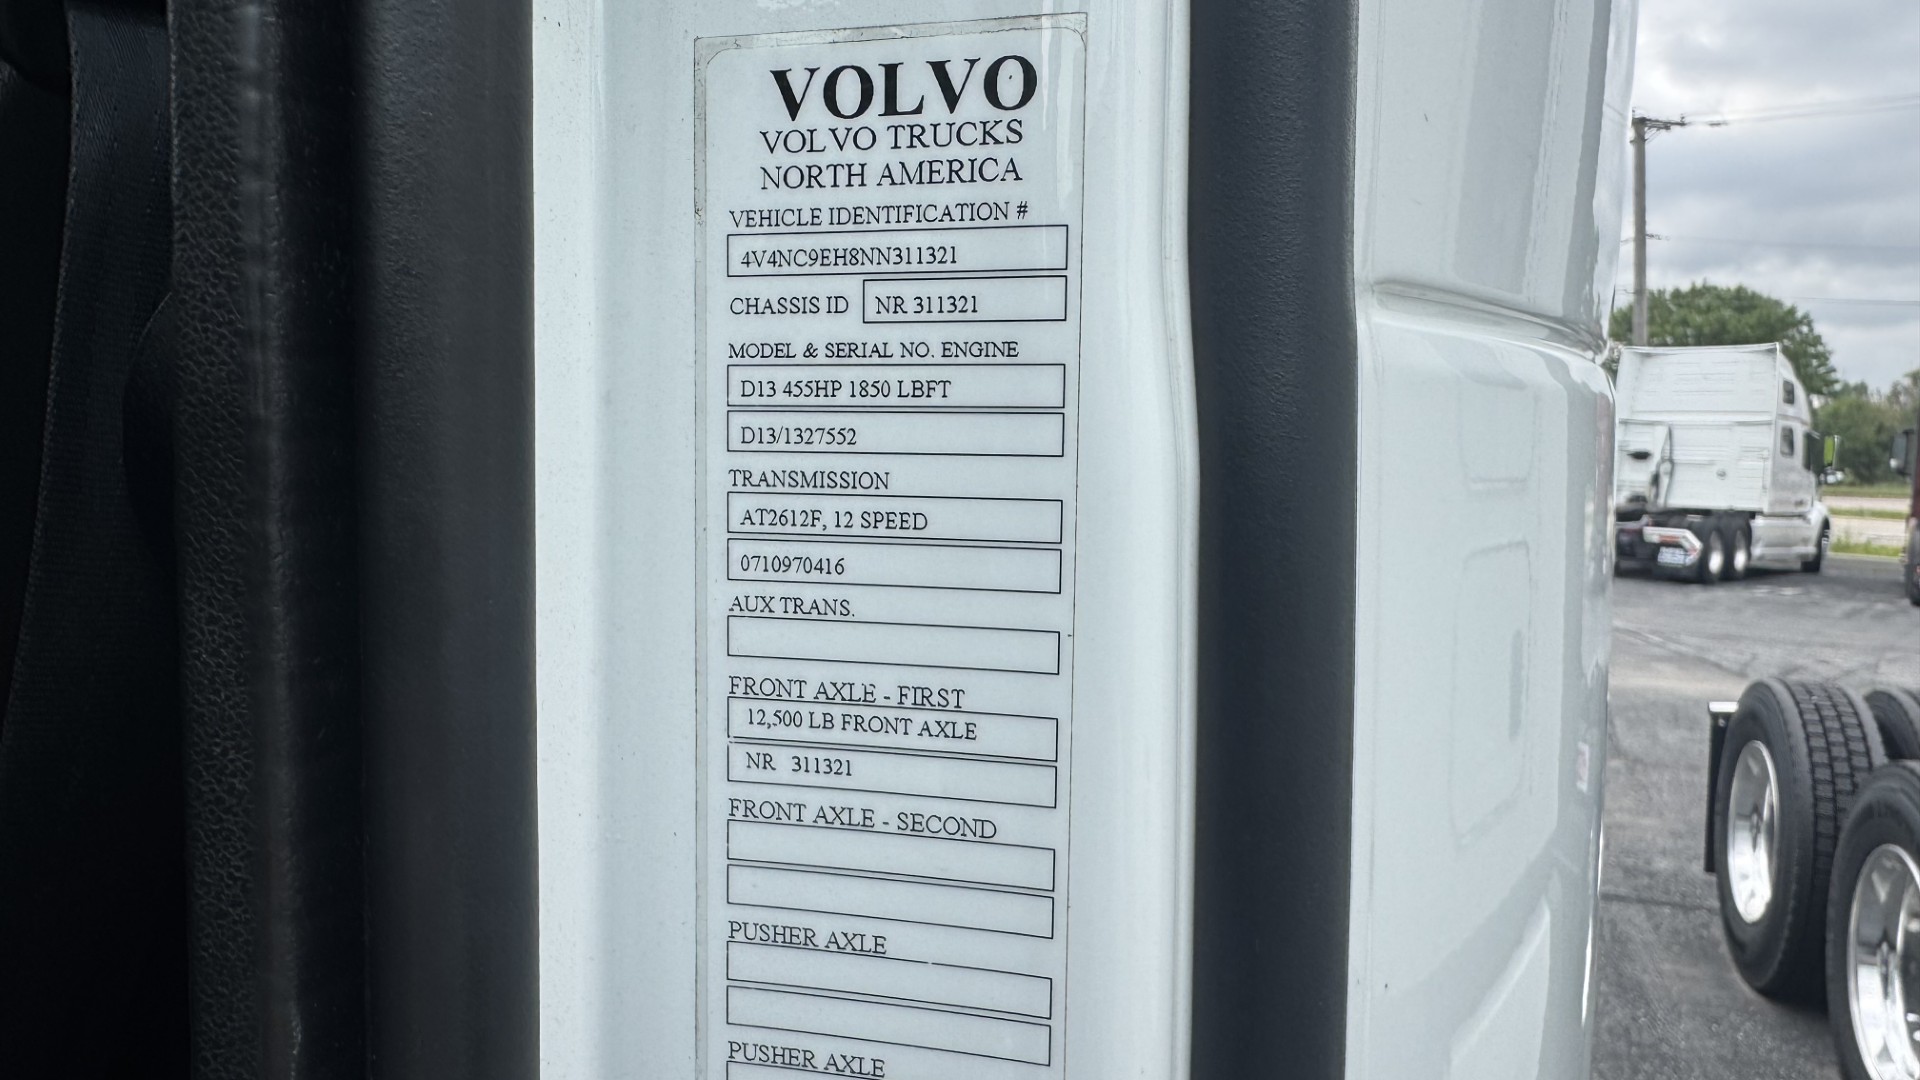 VOLVO
VOLVO TRUCKS
NORTH AMERICA
VEHICLE IDENTIFICATION #
4V4NC9EH8NN311321
CHASSIS ID NR 311321
MODEL & SERIAL NO. ENGINE
D13 455HP 1850 LBFT
D13/1327552
TRANSMISSION
AT2612F, 12 SPEED
0710970416
AUX TRANS.
FRONT AXLE - FIRST
12,500 LB FRONT AXLE
NR 311321
FRONT AXLE - SECOND
PUSHER AXLE
PUSHER AXLE